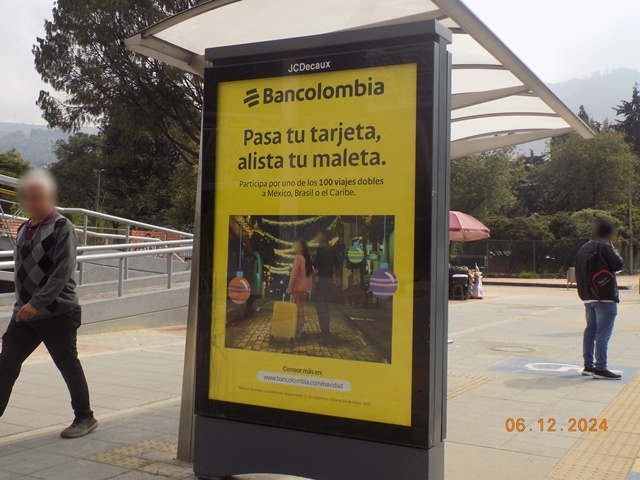 JCDecaux
Bancolombia
Pasa tu tarjeta,
alista tu maleta.
Participa por uno de los 100 viajes dobles
a México, Brasil o el Caribe.
Conoce más en:
www.bancolombia.com/navidad
06.12.2024